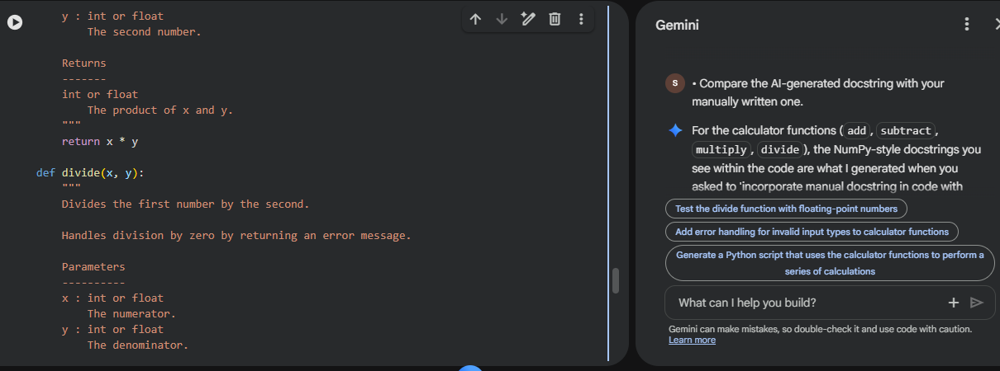 y : int or float
The second number.
Returns
-------
int or float
The product of x and y.
"""
return x * y
def divide(x, y):
"""
Divides the first number by the second.
Handles division by zero by returning an error message.
Parameters
----------
x : int or float
The numerator.
y : int or float
The denominator.
Gemini
S
• Compare the AI-generated docstring with your
manually written one.
For the calculator functions ( add , subtract ,
multiply , divide ), the NumPy-style docstrings you
see within the code are what I generated when you
asked to 'incorporate manual docstring in code with
Test the divide function with floating-point numbers
Add error handling for invalid input types to calculator functions
Generate a Python script that uses the calculator functions to perform a
series of calculations
What can I help you build?
Gemini can make mistakes, so double-check it and use code with caution.
Learn more